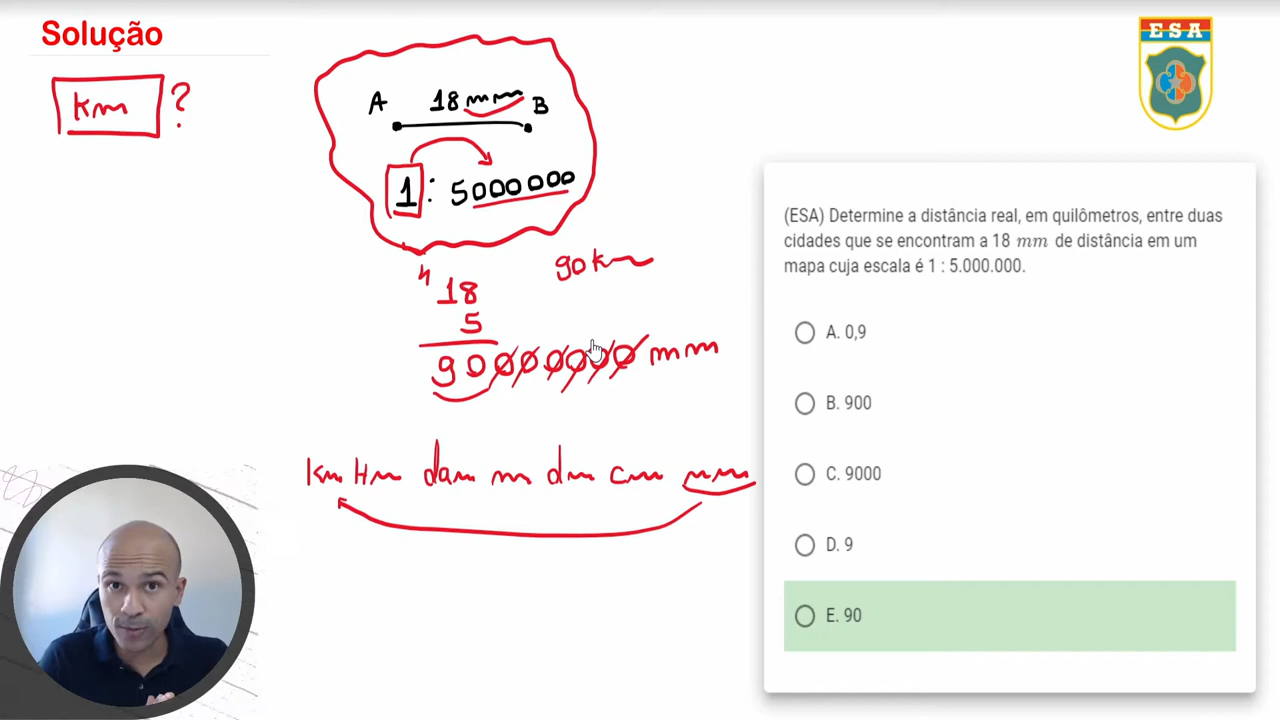 Solução
km ?
A 18 mm B
1 : 5000000
90 km
4
18
5
90000000 mm
Km Hm dam m dm cm mm
ESA
(ESA) Determine a distância real, em quilômetros, entre duas
cidades que se encontram a 18 mm de distância em um
mapa cuja escala é 1 : 5.000.000.
A. 0,9
B. 900
C. 9000
D. 9
E. 90